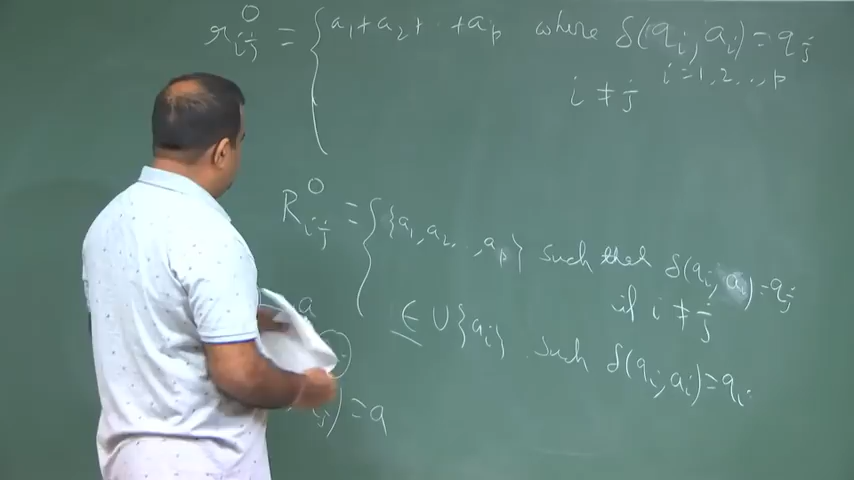 r⁰ᵢⱼ = { a₁ + a₂ + · + aₚ where δ(qᵢ, aᵢ) = qⱼ
i = 1, 2, .., p
i ≠ j
R⁰ᵢⱼ = { {a₁, a₂, .., aₚ} such that δ(qᵢ, aᵢ) = qⱼ
if i ≠ j
∈ ∪ {aᵢ} such δ(qᵢ, aᵢ) = qᵢ
a
) = a